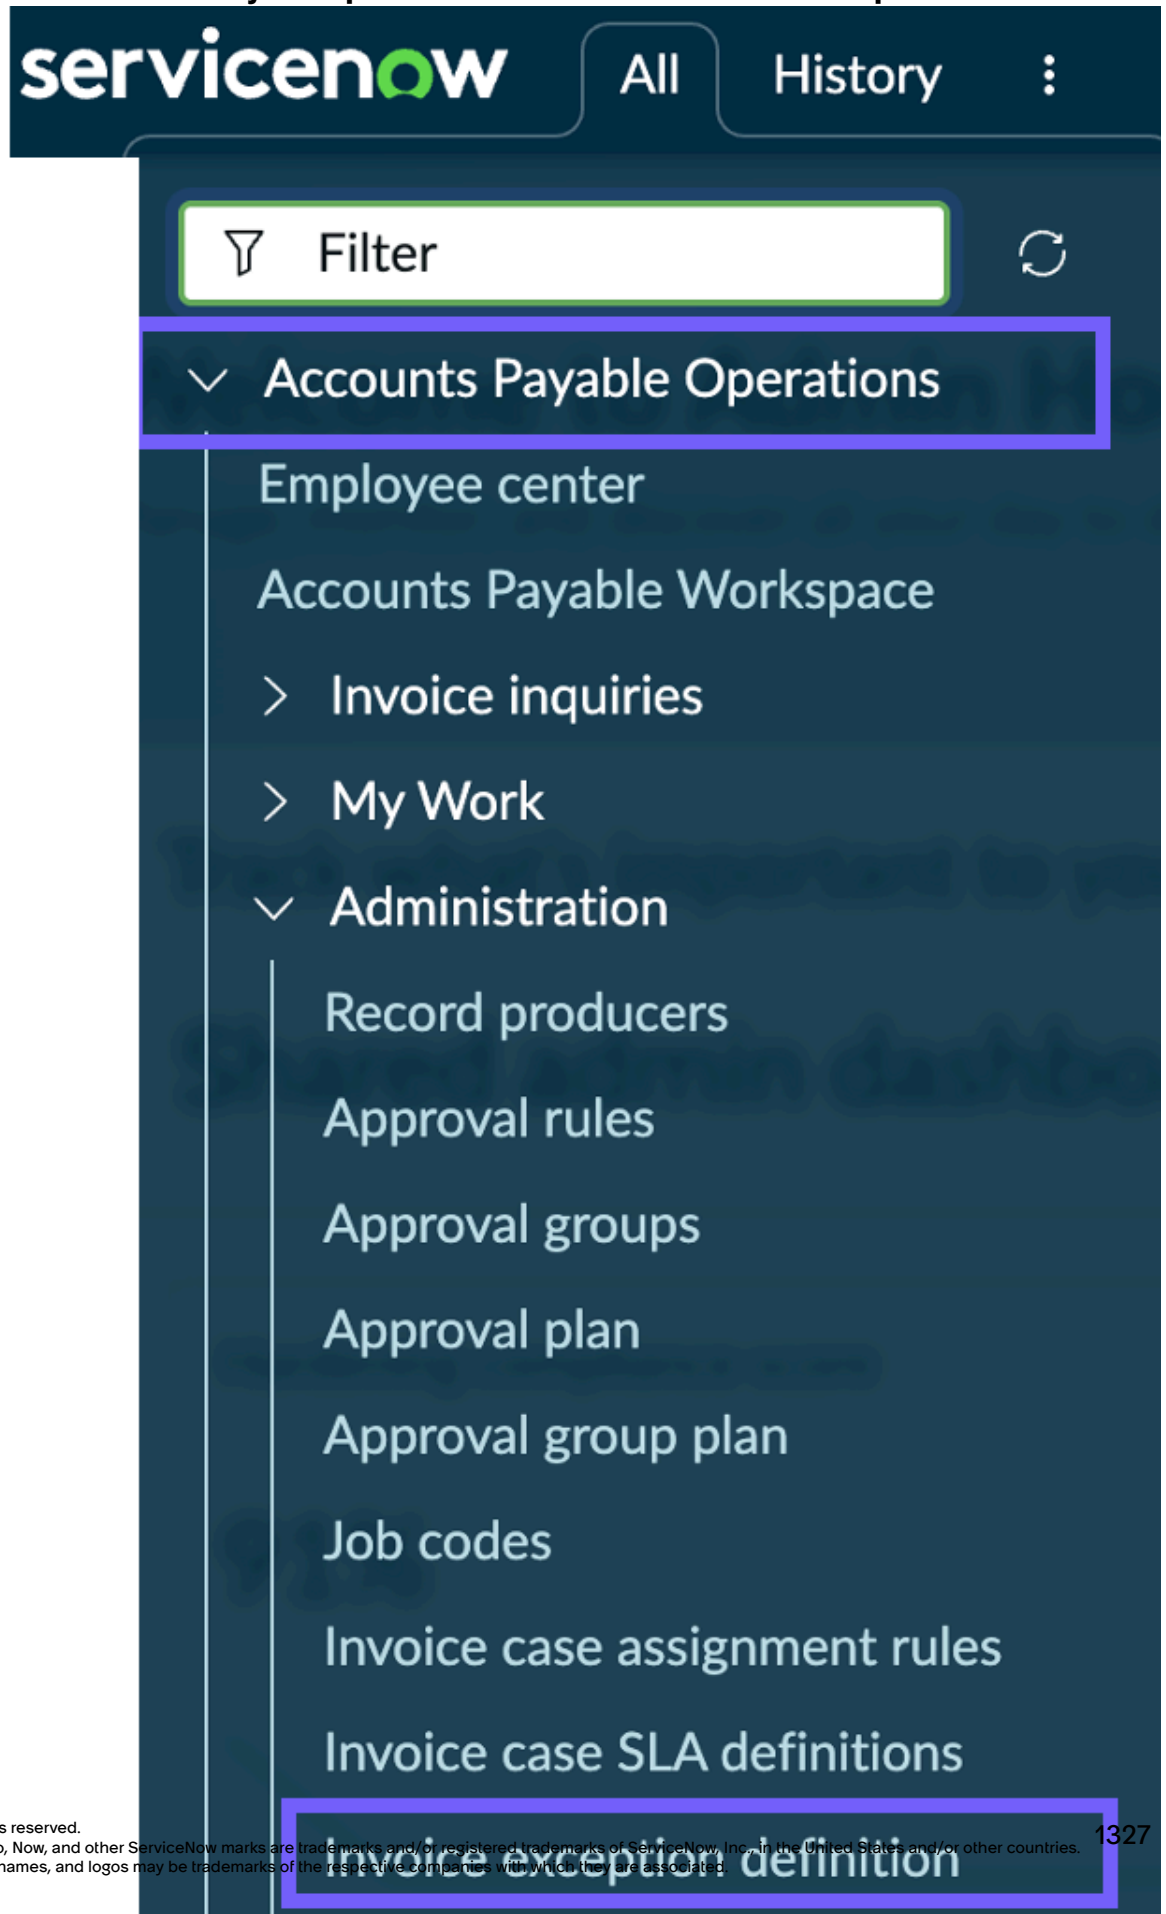 servicenow All History
Filter
Accounts Payable Operations
Employee center
Accounts Payable Workspace
Invoice inquiries
My Work
Administration
Record producers
Approval rules
Approval groups
Approval plan
Approval group plan
Job codes
Invoice case assignment rules
Invoice case SLA definitions
Invoice exception definition
s reserved.
1327
, Now, and other ServiceNow marks are trademarks and/or registered trademarks of ServiceNow, Inc., in the United States and/or other countries.
names, and logos may be trademarks of the respective companies with which they are associated.